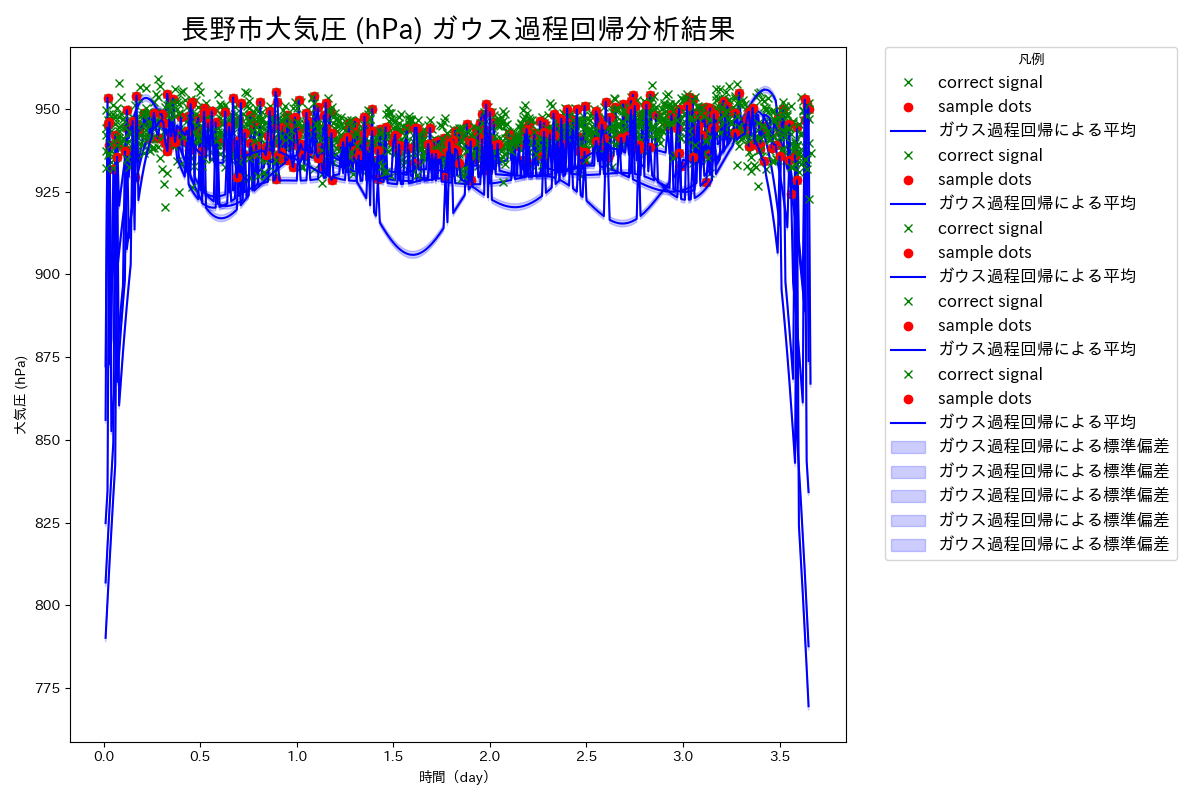 長野市大気圧 (hPa) ガウス過程回帰分析結果
大気圧 (hPa)
950
925
900
875
850
825
800
775
0.0 0.5 1.0 1.5 2.0 2.5 3.0 3.5
時間（day）
凡例
correct signal
sample dots
ガウス過程回帰による平均
correct signal
sample dots
ガウス過程回帰による平均
correct signal
sample dots
ガウス過程回帰による平均
correct signal
sample dots
ガウス過程回帰による平均
correct signal
sample dots
ガウス過程回帰による平均
ガウス過程回帰による標準偏差
ガウス過程回帰による標準偏差
ガウス過程回帰による標準偏差
ガウス過程回帰による標準偏差
ガウス過程回帰による標準偏差